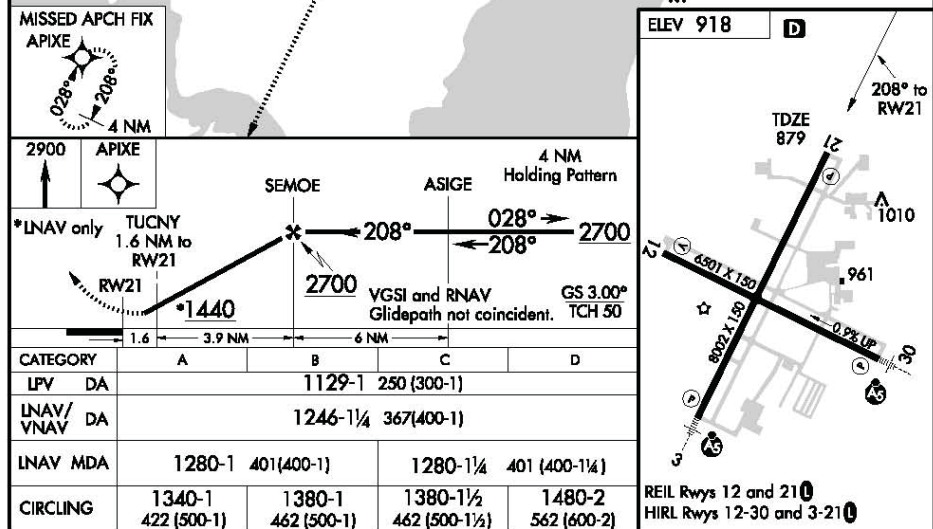 MISSED APCH FIX
APIXE
028°
208°
4 NM
2900
APIXE
*LNAV only
TUCNY
1.6 NM to
RW21
RW21
*1440
SEMOE
2700
208°
ASIGE
4 NM
Holding Pattern
028°
208°
2700
VGSI and RNAV
Glidepath not coincident.
GS 3.00°
TCH 50
1.6
3.9 NM
6 NM
CATEGORY A B C D
LPV DA 1129-1 250 (300-1)
LNAV/
VNAV DA 1246-1¼ 367(400-1)
LNAV MDA 1280-1 401(400-1) 1280-1¼ 401 (400-1¼)
CIRCLING 1340-1 1380-1 1380-1½ 1480-2
422 (500-1) 462 (500-1) 462 (500-1½) 562 (600-2)
ELEV 918 D
208° to
RW21
TDZE
879
21
P
1010
12
A
6501 X 150
961
8002 X 150
0.9% UP
30
P
A5
P
3
A5
REIL Rwys 12 and 21 L
HIRL Rwys 12-30 and 3-21 L